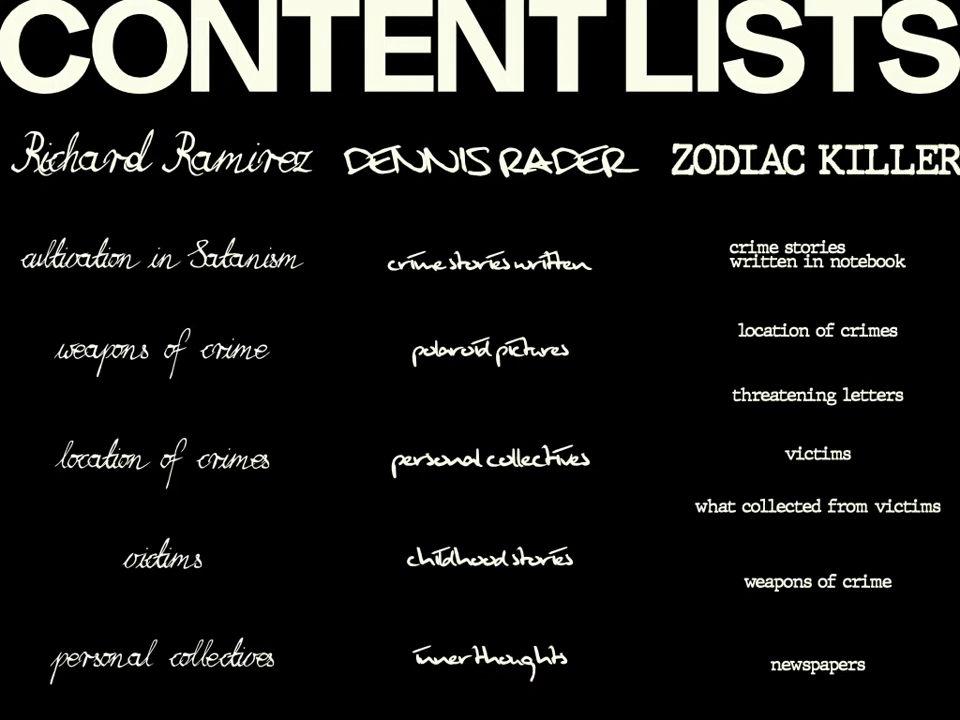 CONTENT LISTS
Richard Ramirez
cultivation in Satanism
weapons of crime
location of crimes
victims
personal collectives
DENNIS RADER
crime stories written
polaroid pictures
personal collectives
childhood stories
inner thoughts
ZODIAC KILLER
crime stories
written in notebook
location of crimes
threatening letters
victims
what collected from victims
weapons of crime
newspapers